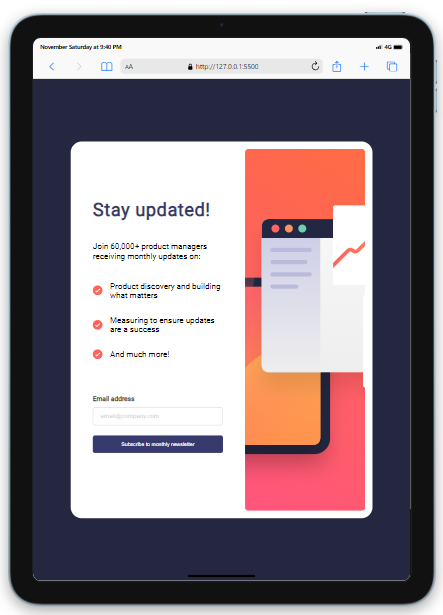 November Saturday at 9:40 PM
4G
AA
http://127.0.0.1:5500
Stay updated!
Join 60,000+ product managers
receiving monthly updates on:
Product discovery and building
what matters
Measuring to ensure updates
are a success
And much more!
Email address
email@company.com
Subscribe to monthly newsletter